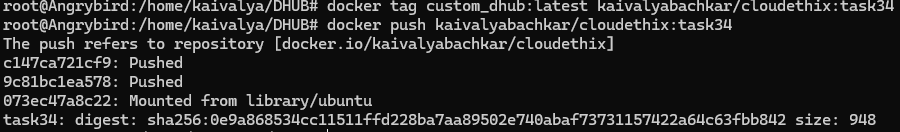 root@Angrybird:/home/kaivalya/DHUB# docker tag custom_dhub:latest kaivalyabachkar/cloudethix:task34
root@Angrybird:/home/kaivalya/DHUB# docker push kaivalyabachkar/cloudethix:task34
The push refers to repository [docker.io/kaivalyabachkar/cloudethix]
c147ca721cf9: Pushed
9c81bc1ea578: Pushed
073ec47a8c22: Mounted from library/ubuntu
task34: digest: sha256:0e9a868534cc11511ffd228ba7aa89502e740abaf73731157422a64c63fbb842 size: 948